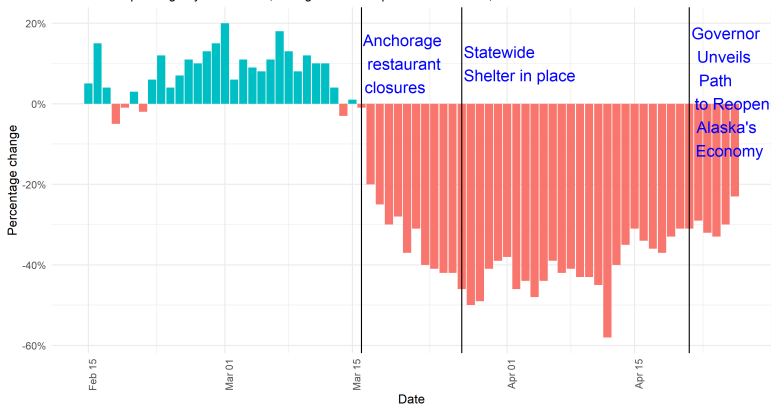 20%
0%
-20%
-40%
-60%
Percentage change
Anchorage
restaurant
closures
Statewide
Shelter in place
Governor
Unveils
Path
to Reopen
Alaska's
Economy
Feb 15
Mar 01
Mar 15
Apr 01
Apr 15
Date